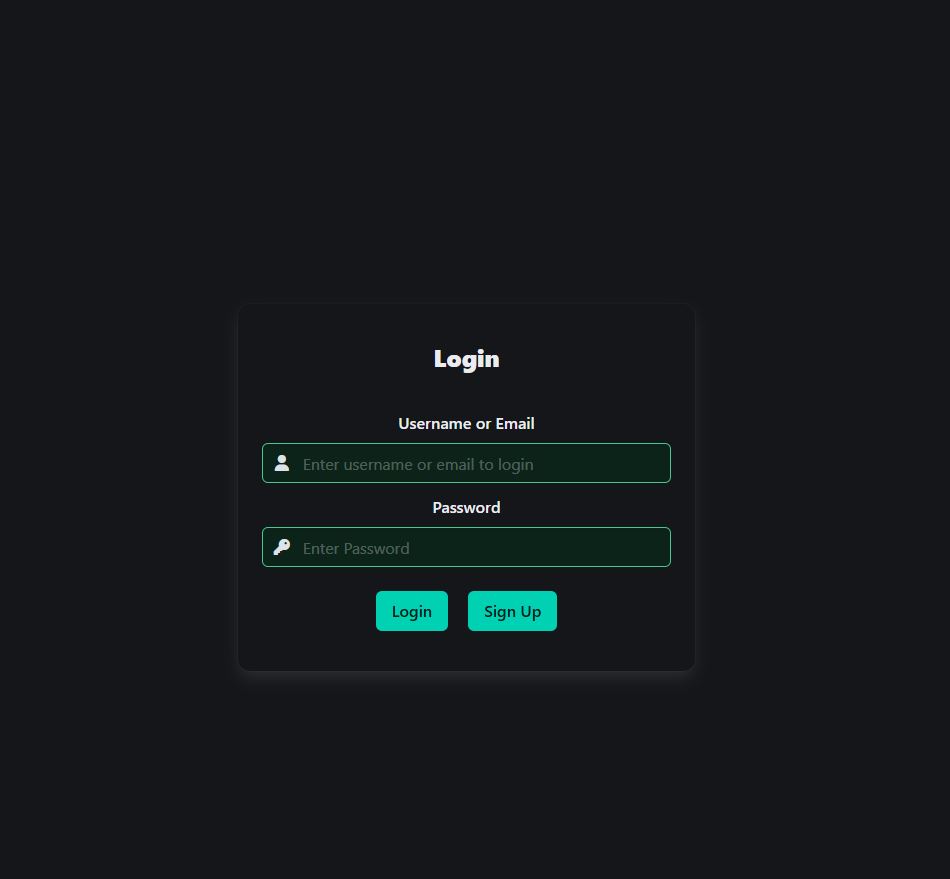 Login
Username or Email
Enter username or email to login
Password
Enter Password
Login Sign Up